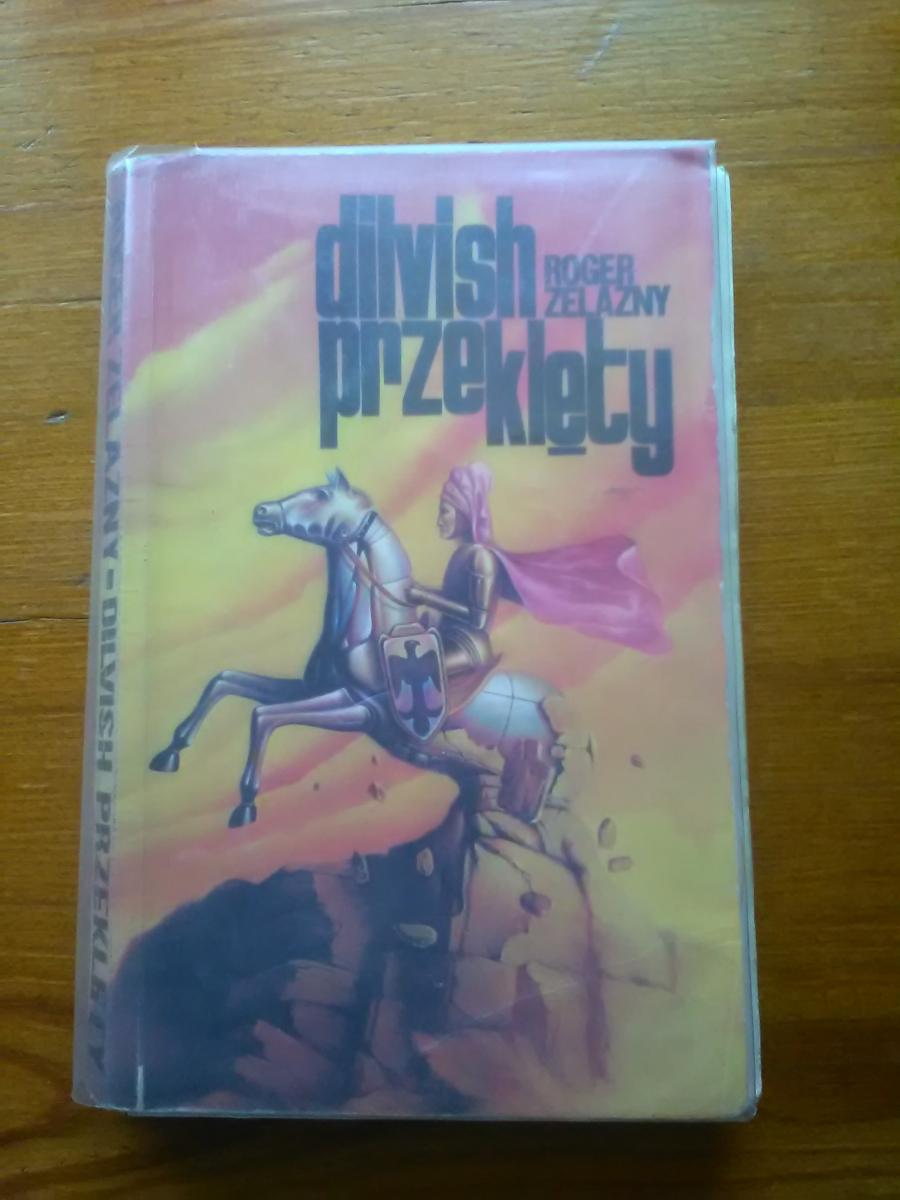 dilvish
ROGER
ZELAZNY
przeklęty
ROGER ZELAZNY - DILVISH PRZEKLĘTY